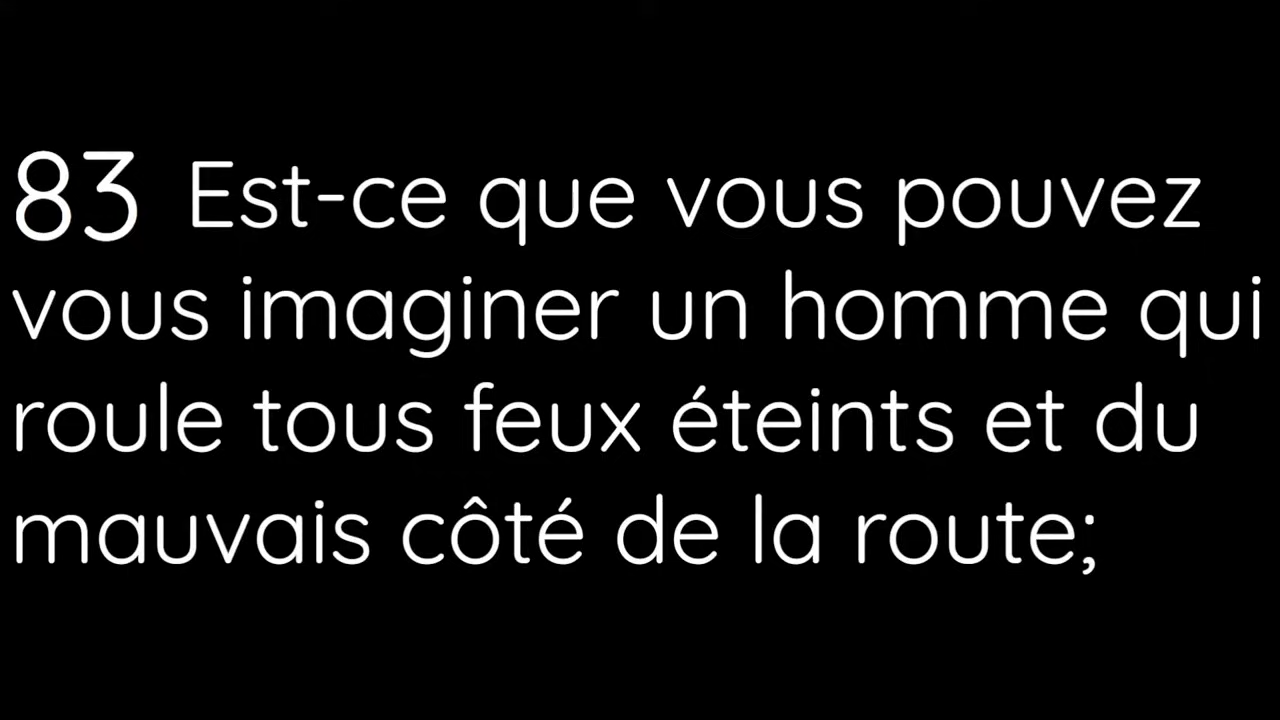 83 Est-ce que vous pouvez
vous imaginer un homme qui
roule tous feux éteints et du
mauvais côté de la route;